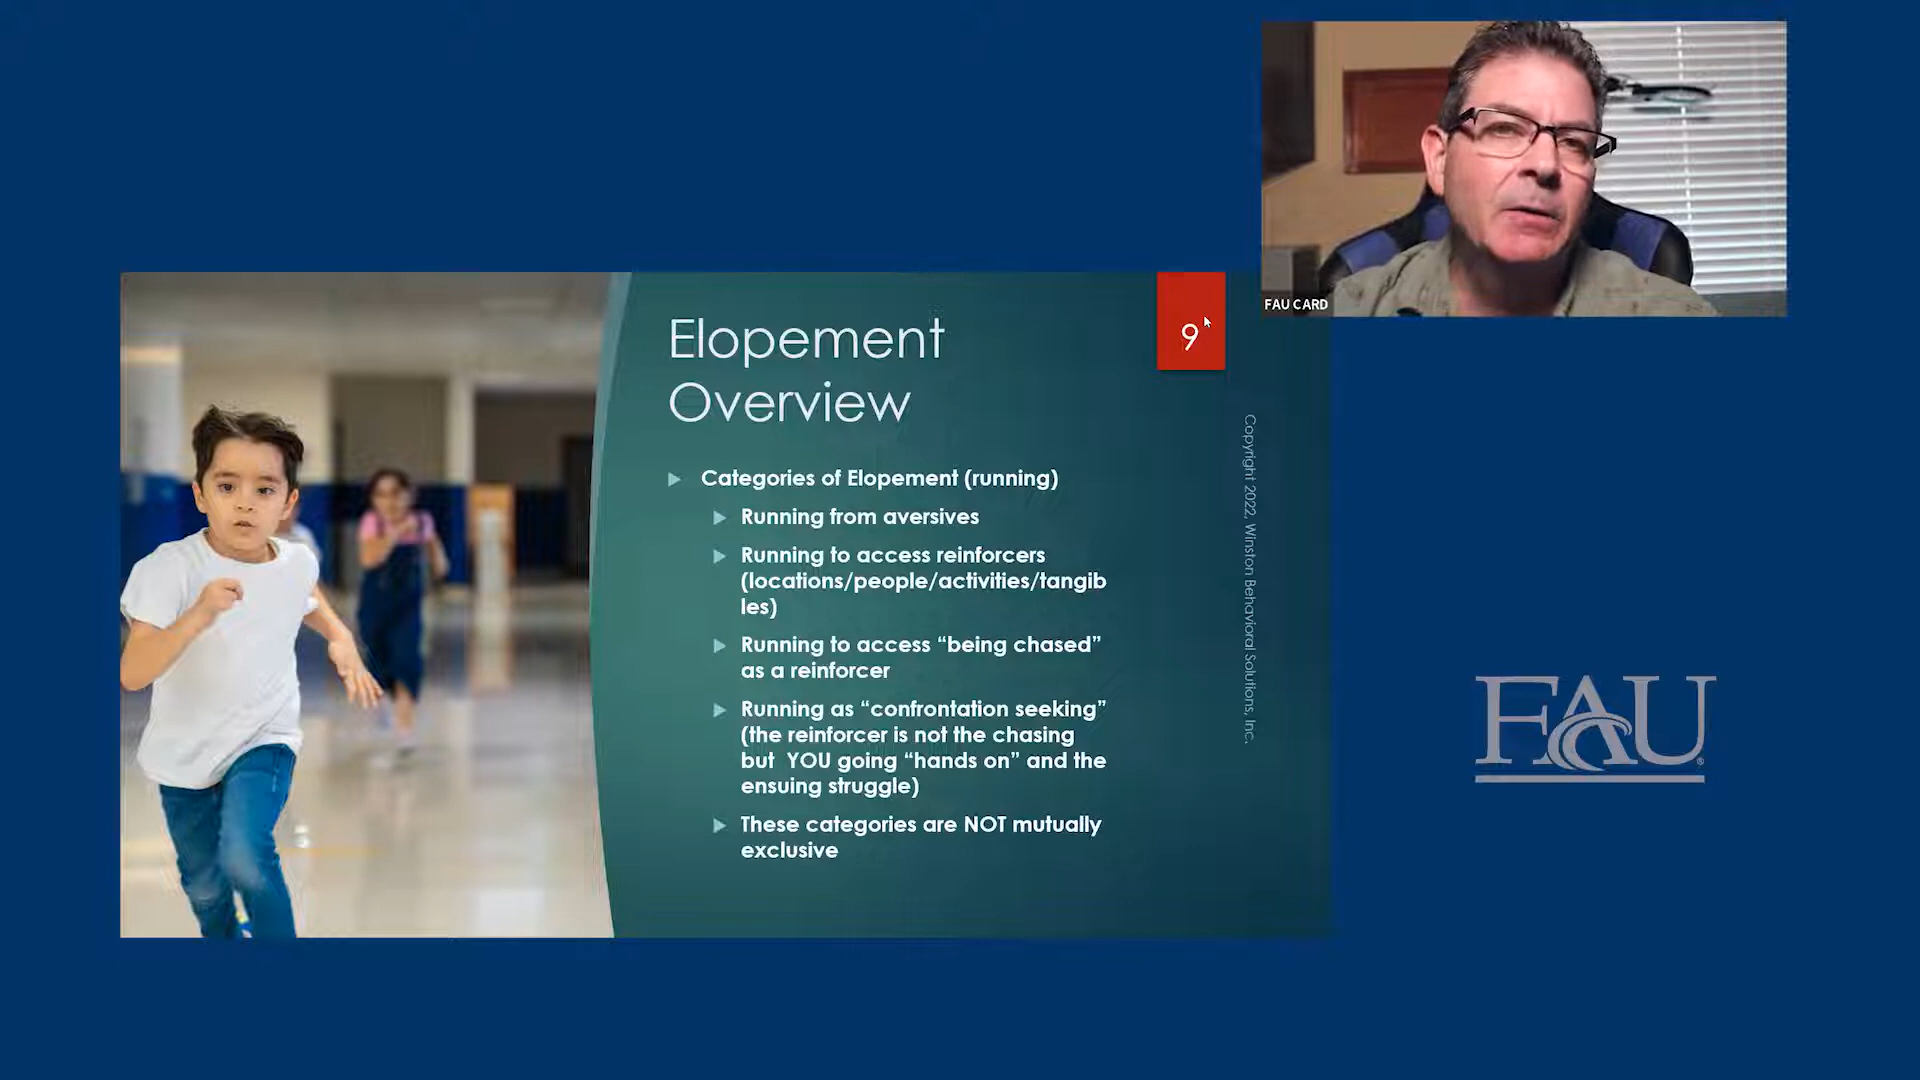 FAU CARD
9
Elopement
Overview
Categories of Elopement (running)
Running from aversives
Running to access reinforcers
(locations/people/activities/tangib
les)
Running to access “being chased”
as a reinforcer
Running as “confrontation seeking”
(the reinforcer is not the chasing
but YOU going “hands on” and the
ensuing struggle)
These categories are NOT mutually
exclusive
Copyright 2022, Winston Behavioral Solutions, Inc.
FAU